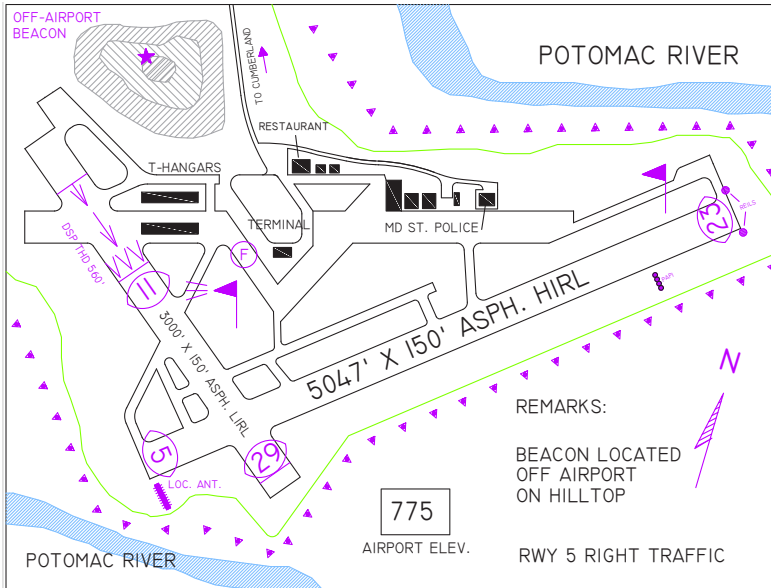 OFF-AIRPORT
BEACON
TO CUMBERLAND
POTOMAC RIVER
RESTAURANT
T-HANGARS
TERMINAL
MD ST. POLICE
REILS
23
DSP THD 560'
F
PAPI
11
3000' X 150' ASPH. LIRL
5047' X 150' ASPH. HIRL
N
5
29
LOC. ANT.
REMARKS:
BEACON LOCATED
OFF AIRPORT
ON HILLTOP
775
AIRPORT ELEV.
RWY 5 RIGHT TRAFFIC
POTOMAC RIVER